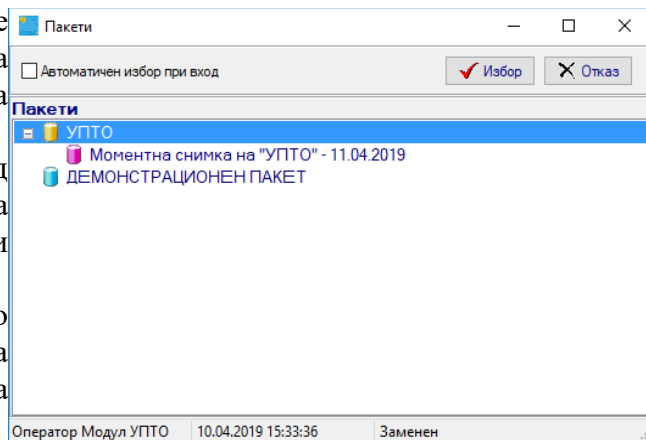 Пакети
Автоматичен избор при вход
Избор
Отказ
Пакети
УПТО
Моментна снимка на "УПТО" - 11.04.2019
ДЕМОНСТРАЦИОНЕН ПАКЕТ
Оператор Модул УПТО 10.04.2019 15:33:36 Заменен